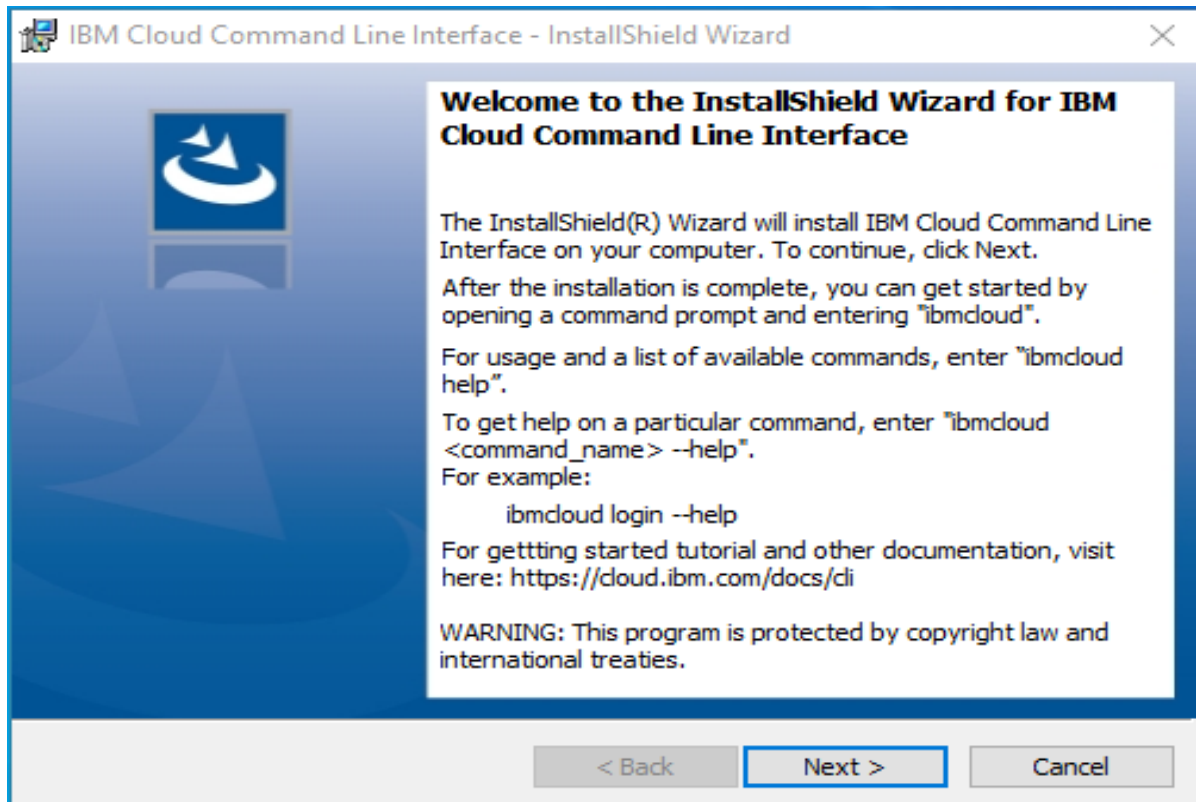 IBM Cloud Command Line Interface - InstallShield Wizard
Welcome to the InstallShield Wizard for IBM
Cloud Command Line Interface
The InstallShield(R) Wizard will install IBM Cloud Command Line
Interface on your computer. To continue, click Next.
After the installation is complete, you can get started by
opening a command prompt and entering "ibmcloud".
For usage and a list of available commands, enter “ibmcloud
help”.
To get help on a particular command, enter "ibmcloud
<command_name> --help".
For example:
ibmcloud login --help
For gettting started tutorial and other documentation, visit
here: https://cloud.ibm.com/docs/cli
WARNING: This program is protected by copyright law and
international treaties.
< Back Next > Cancel